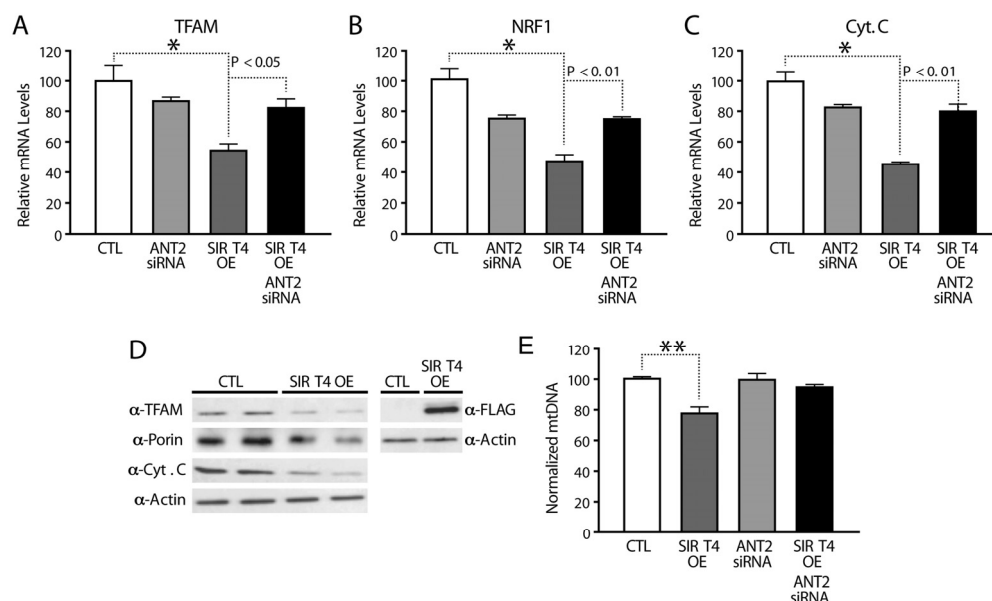 A
TFAM
Relative mRNA Levels
120
100
80
60
40
20
0
*
P < 0.05
CTL
ANT2
siRNA
SIR T4
OE
SIR T4
OE
ANT2
siRNA
B
NRF1
Relative mRNA Levels
120
100
80
60
40
20
0
*
P < 0. 01
CTL
ANT2
siRNA
SIR T4
OE
SIR T4
OE
ANT2
siRNA
C
Cyt. C
Relative mRNA Levels
120
100
80
60
40
20
0
*
P < 0. 01
CTL
ANT2
siRNA
SIR T4
OE
SIR T4
OE
ANT2
siRNA
D
CTL
SIR T4 OE
α-TFAM
α-Porin
α-Cyt . C
α-Actin
CTL
SIR T4
OE
α-FLAG
α-Actin
E
Normalized mtDNA
120
100
80
60
40
20
0
**
CTL
SIR T4
OE
ANT2
siRNA
SIR T4
OE
ANT2
siRNA